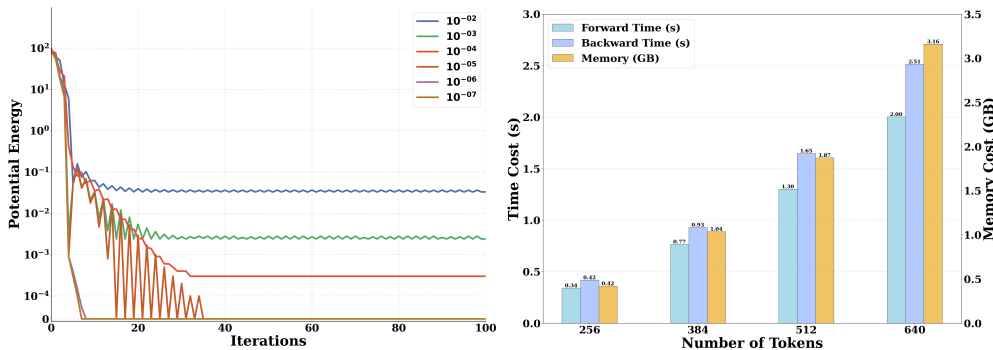 Potential Energy
10²
10¹
10⁰
10⁻¹
10⁻²
10⁻³
10⁻⁴
0
0 20 40 60 80 100
Iterations
10⁻⁰²
10⁻⁰³
10⁻⁰⁴
10⁻⁰⁵
10⁻⁰⁶
10⁻⁰⁷
Time Cost (s)
3.0
2.5
2.0
1.5
1.0
0.5
0.0
Forward Time (s)
Backward Time (s)
Memory (GB)
0.34 0.42 0.42
0.77 0.93 1.04
1.30 1.65 1.87
2.00 2.51 3.16
256 384 512 640
Number of Tokens
3.5
3.0
2.5
2.0
1.5
1.0
0.5
0.0
Memory Cost (GB)